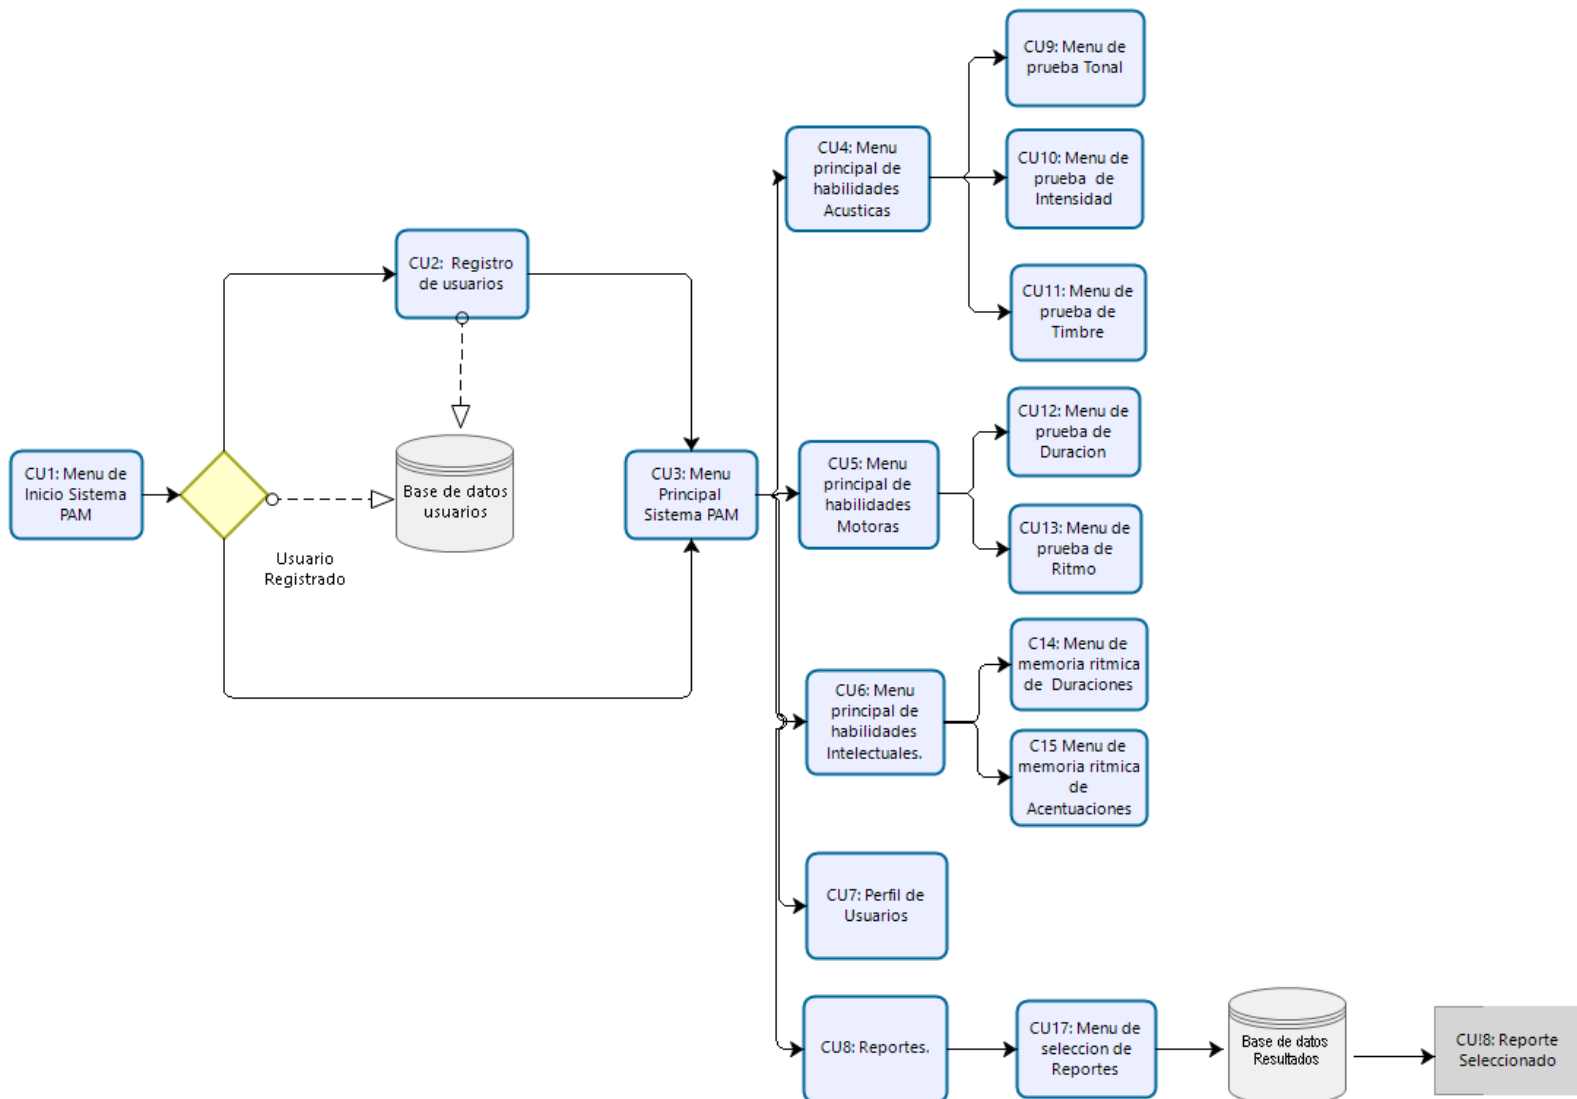 CU1: Menu de
Inicio Sistema
PAM
Usuario
Registrado
CU2:  Registro
de usuarios
Base de datos
usuarios
CU3: Menu
Principal
Sistema PAM
CU4: Menu
principal de
habilidades
Acusticas
CU9: Menu de
prueba Tonal
CU10: Menu de
prueba  de
Intensidad
CU11: Menu de
prueba de
Timbre
CU5: Menu
principal de
habilidades
Motoras
CU12: Menu de
prueba de
Duracion
CU13: Menu de
prueba de
Ritmo
CU6: Menu
principal de
habilidades
Intelectuales.
C14: Menu de
memoria ritmica
de  Duraciones
C15 Menu de
memoria ritmica
de
Acentuaciones
CU7: Perfil de
Usuarios
CU8: Reportes.
CU17: Menu de
seleccion de
Reportes
Base de datos
Resultados
CU!8: Reporte
Seleccionado